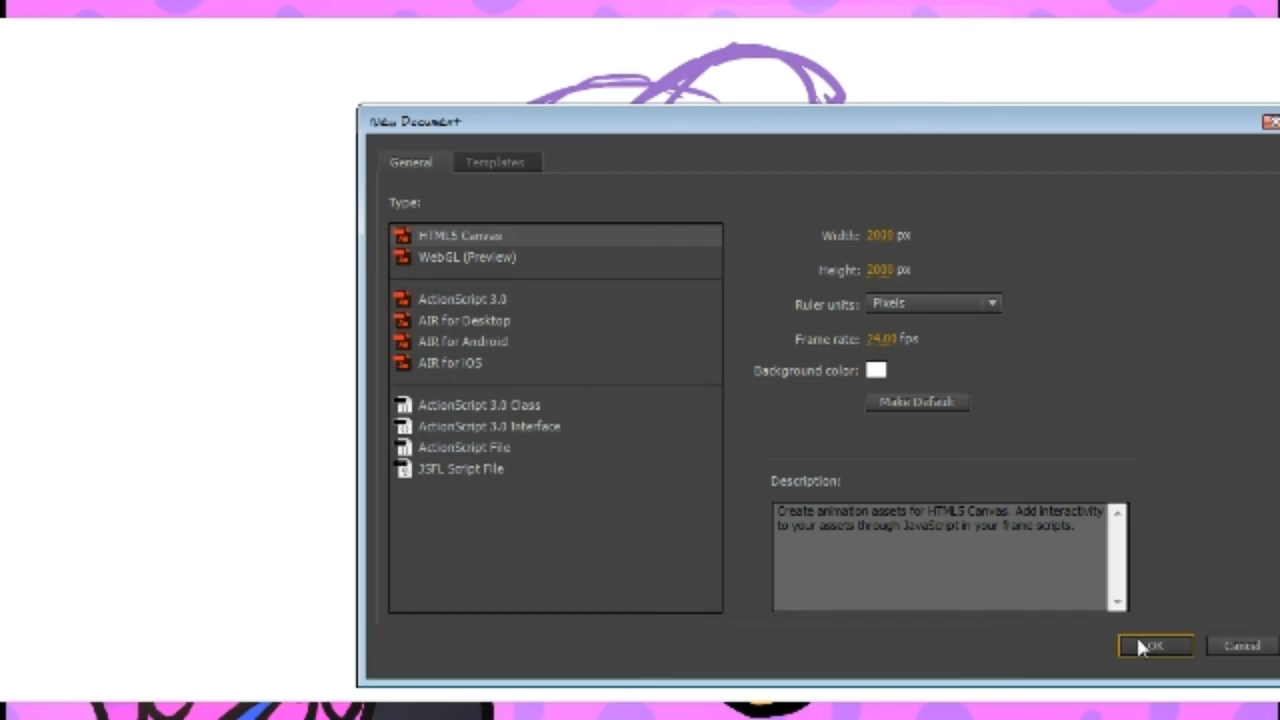 New Document
General
Templates
Type:
HTML5 Canvas
WebGL (Preview)
ActionScript 3.0
AIR for Desktop
AIR for Android
AIR for iOS
ActionScript 3.0 Class
ActionScript 3.0 Interface
ActionScript File
JSFL Script File
Width: 2000 px
Height: 2000 px
Ruler units: Pixels
Frame rate: 24.00 fps
Background color:
Make Default
Description:
Create animation assets for HTML5 Canvas. Add interactivity
to your assets through JavaScript in your frame scripts.
OK
Cancel